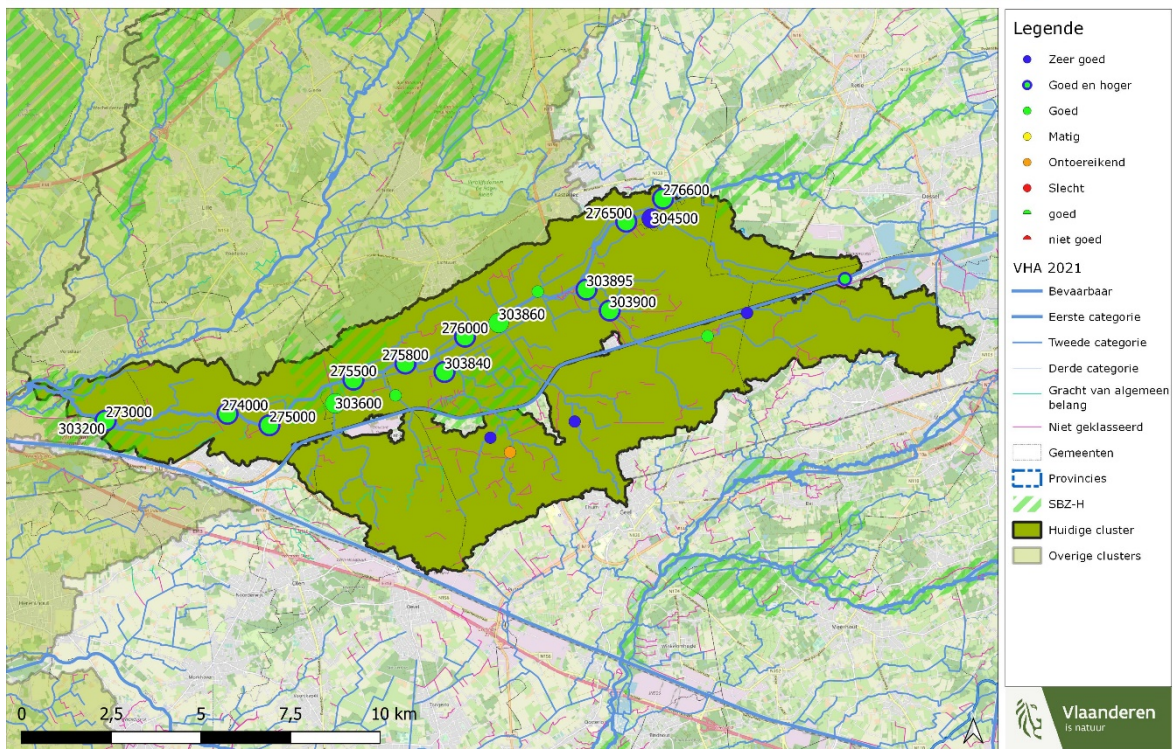 276600
276500
304500
303895
303900
303860
276000
275800
303840
275500
303600
274000
273000
275000
303200
0
2,5
5
7,5
10 km
Legende
Zeer goed
Goed en hoger
Goed
Matig
Ontoereikend
Slecht
goed
niet goed
VHA 2021
Bevaarbaar
Eerste categorie
Tweede categorie
Derde categorie
Gracht van algemeen
belang
Niet geklasseerd
Gemeenten
Provincies
SBZ-H
Huidige cluster
Overige clusters
Vlaanderen
is natuur